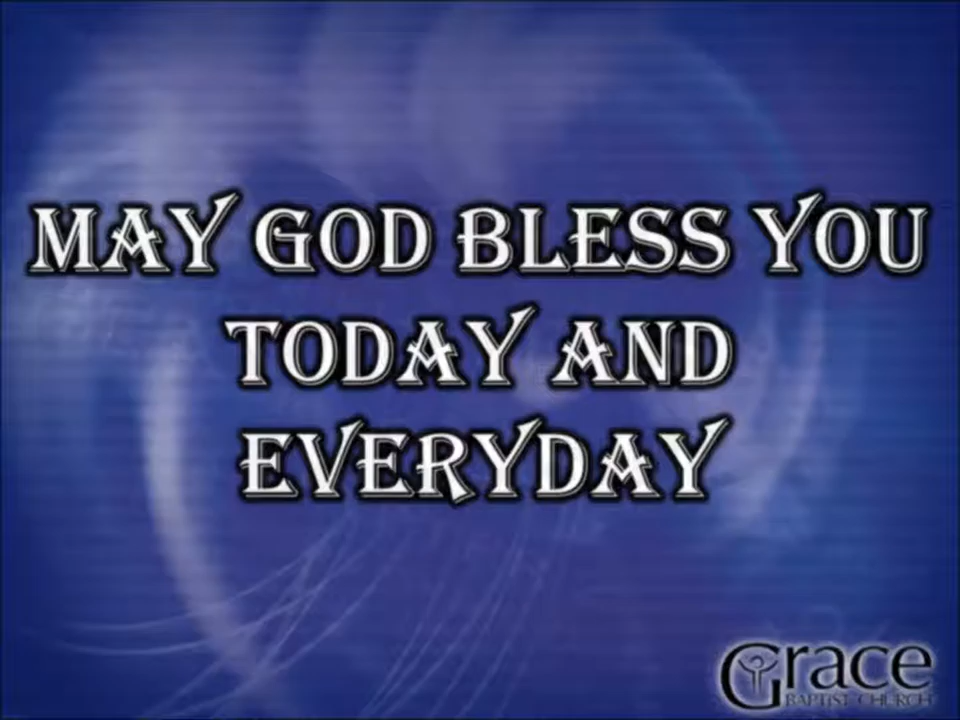 MAY GOD BLESS YOU
TODAY AND
EVERYDAY
Grace
BAPTIST CHURCH